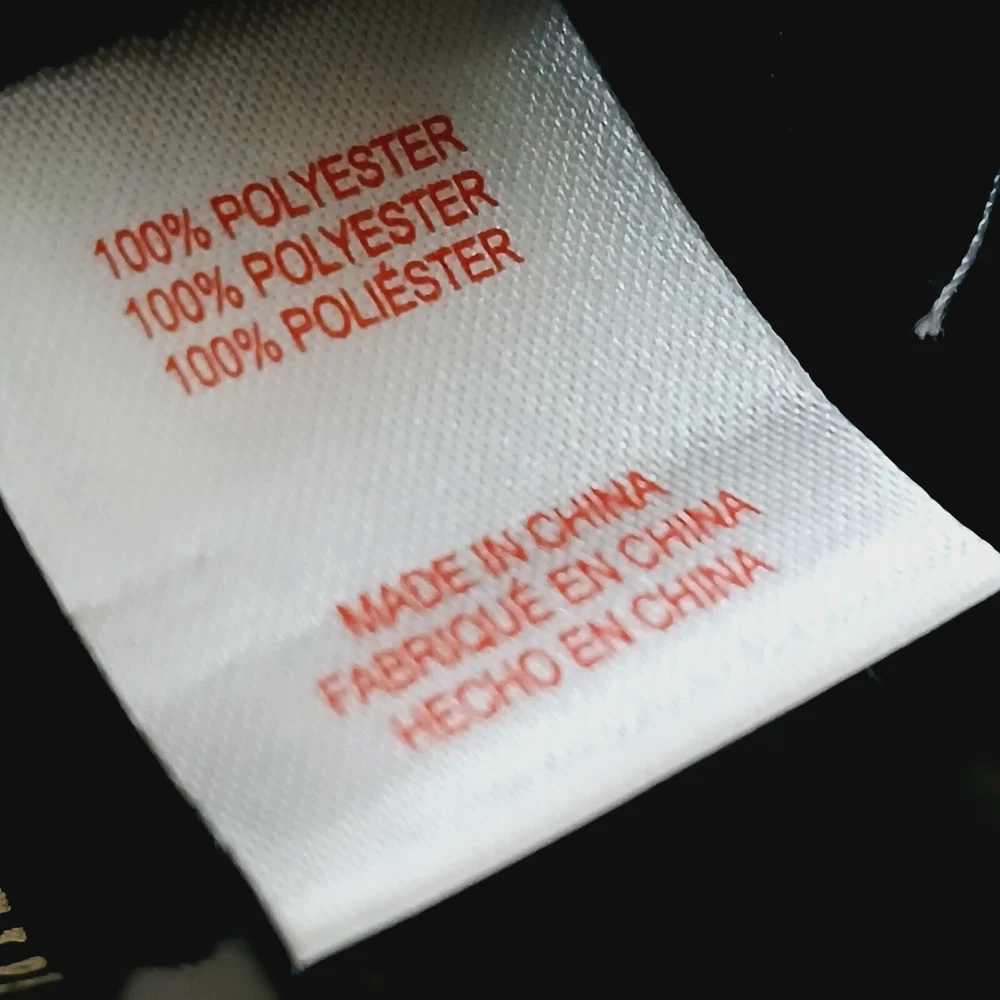 100% POLYESTER
100% POLYESTER
100% POLIÉSTER
MADE IN CHINA
FABRIQUÉ EN CHINA
HECHO EN CHINA